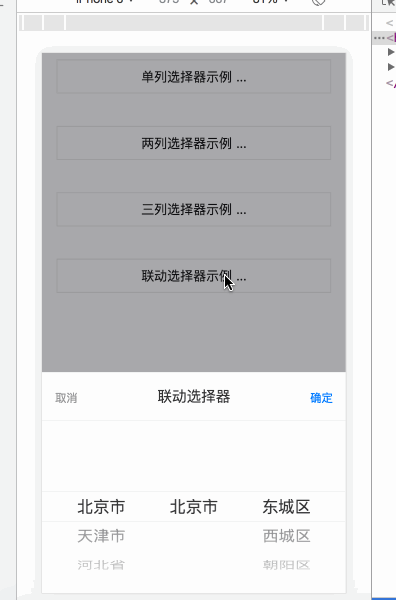 单列选择器示例 ...
两列选择器示例 ...
三列选择器示例 ...
联动选择器示例 ...
取消 联动选择器 确定
北京市 北京市 东城区
天津市 西城区
河北省 朝阳区